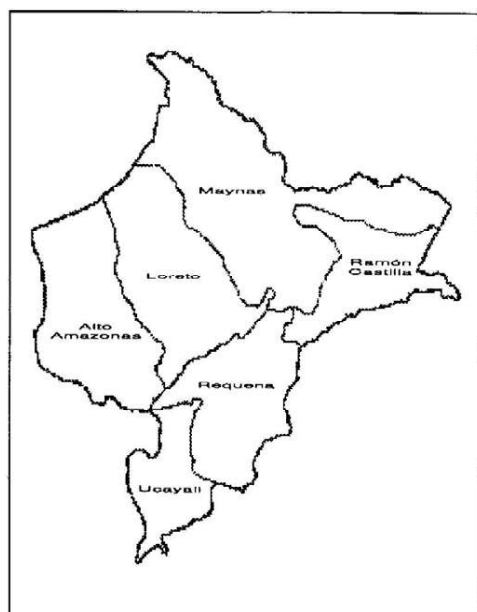 Maynas
Ramón
Castilla
Loreto
Alto
Amazonas
Requena
Ucayali